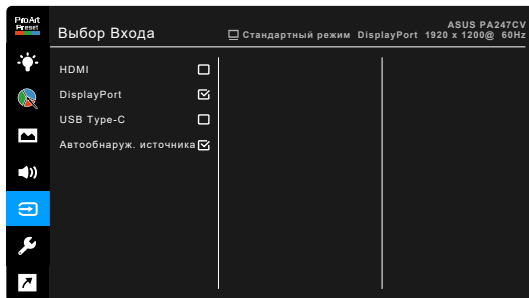 ProArt
Preset
Выбор Входа
ASUS PA247CV
Стандартный режим DisplayPort 1920 x 1200@ 60Hz
HDMI
DisplayPort
USB Type-C
Автообнаруж. источника